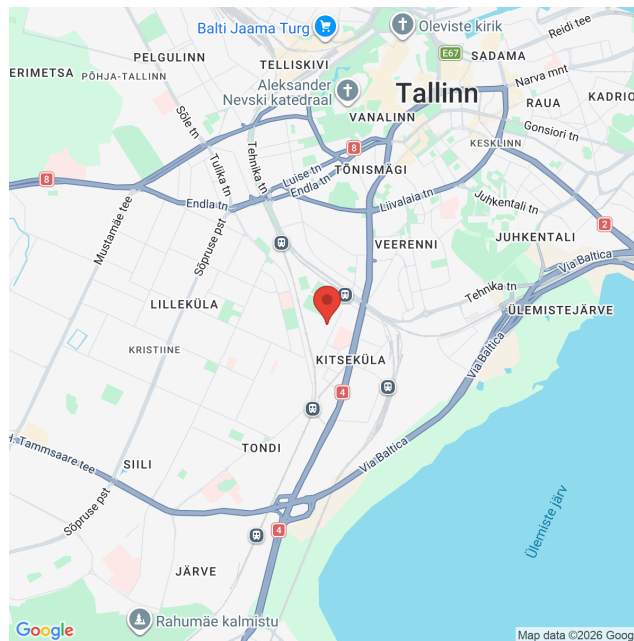 Balti Jaama Turg
Oleviste kirik
Reidi tee
E67
SADAMA
PELGULINN
TELLISKIVI
ERIMETSA
PÕHJA-TALLINN
Narva mnt
Aleksander
Nevski katedraal
Tallinn
RAUA
KADRIO
VANALINN
Sõle tn
Gonsiori tn
Tehnika tn
8
KESKLINN
Tulika tn
Luise tn
TÕNISMÄGI
8
Endla tn
Endla tn
Liivalaia tn
Juhkentali tn
Mustamäe tee
Sõpruse pst
2
VEERENNI
JUHKENTALI
Via Baltica
Tehnika tn
LILLEKÜLA
ÜLEMISTEJÄRVE
Via Baltica
KRISTIINE
KITSEKÜLA
4
H. Tammsaare tee
TONDI
Via Baltica
SIILI
Sõpruse pst
Ülemiste järv
4
JÄRVE
Rahumäe kalmistu
Google
Map data ©2026 Goog